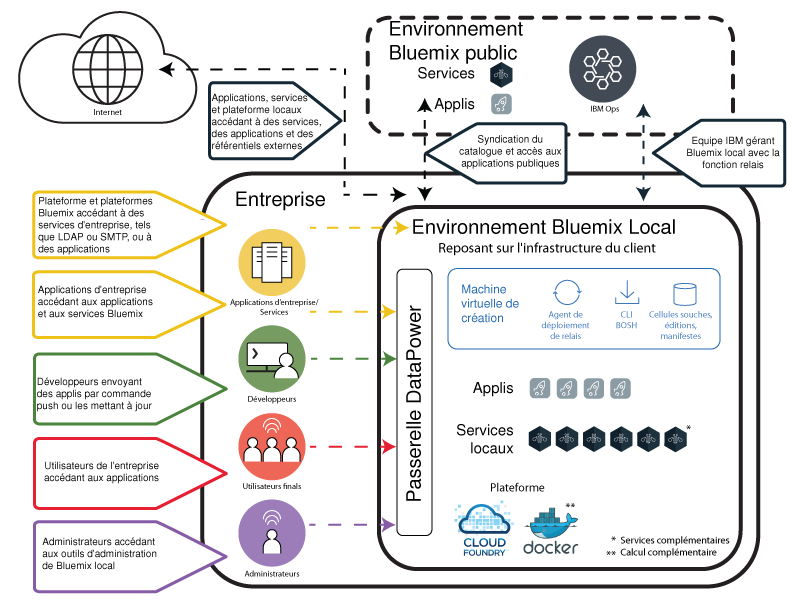 Environnement
Bluemix public
Services
Applis
IBM Ops
Internet
Applications, services
et plateforme locaux
accédant à des services,
des applications et des
référentiels externes.
Syndication du
catalogue et accès aux
applications publiques
Equipe IBM gérant
Bluemix local avec la
fonction relais
Entreprise
Plateforme et plateformes
Bluemix accédant à des
services d'entreprise, tels
que LDAP ou SMTP, ou à
des applications
Applications d'entreprise
accédant aux applications
et aux services Bluemix
Développeurs envoyant
des applis par commande
push ou les mettant à jour
Utilisateurs de l'entreprise
accédant aux applications
Administrateurs accédant
aux outils d'administration
de Bluemix local
Applications d'entreprise/
Services
Développeurs
Utilisateurs finals
Administrateurs
Environnement Bluemix Local
Reposant sur l'infrastructure du client
Passerelle DataPower
Machine
virtuelle de
création
Agent de
déploiement
de relais
CLI
BOSH
Cellules souches,
éditions,
manifestes
Applis
Services
locaux
*
Plateforme
CLOUD
FOUNDRY
**
docker
* Services complémentaires
** Calcul complémentaire